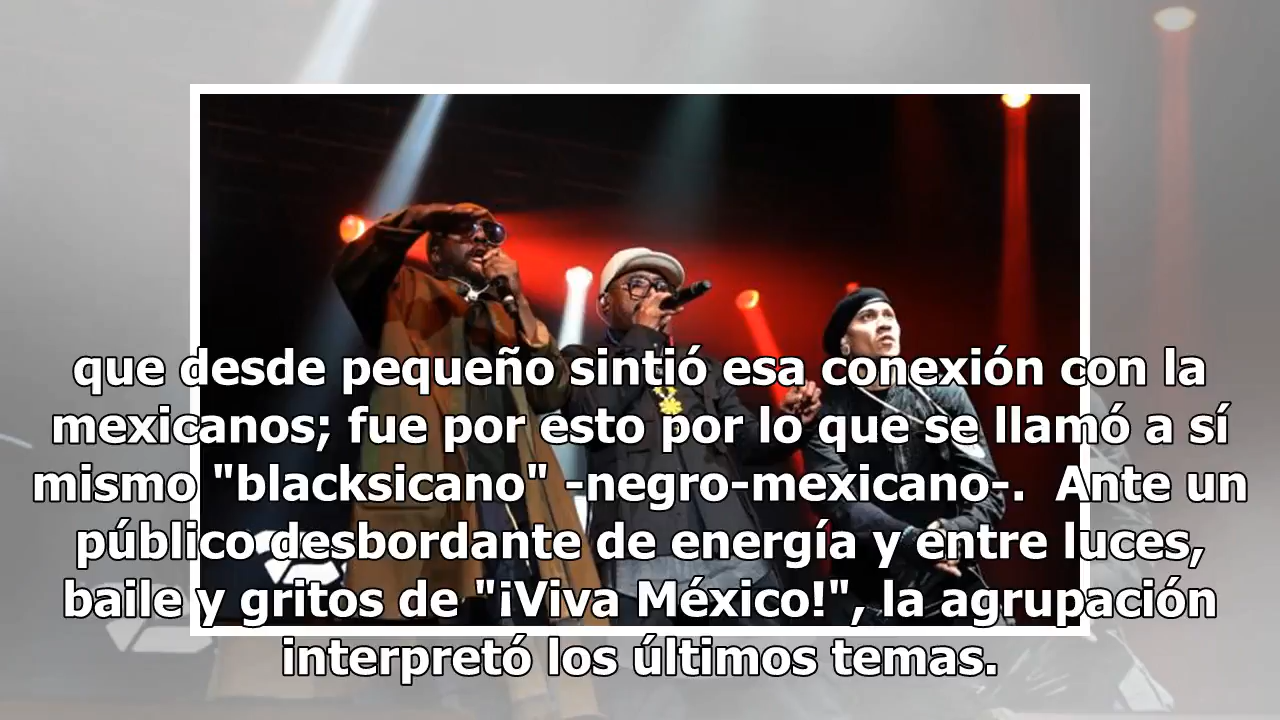 que desde pequeño sintió esa conexión con la
mexicanos; fue por esto por lo que se llamó a sí
mismo "blacksicano" -negro-mexicano-.  Ante un
público desbordante de energía y entre luces,
baile y gritos de "¡Viva México!", la agrupación
interpretó los últimos temas.